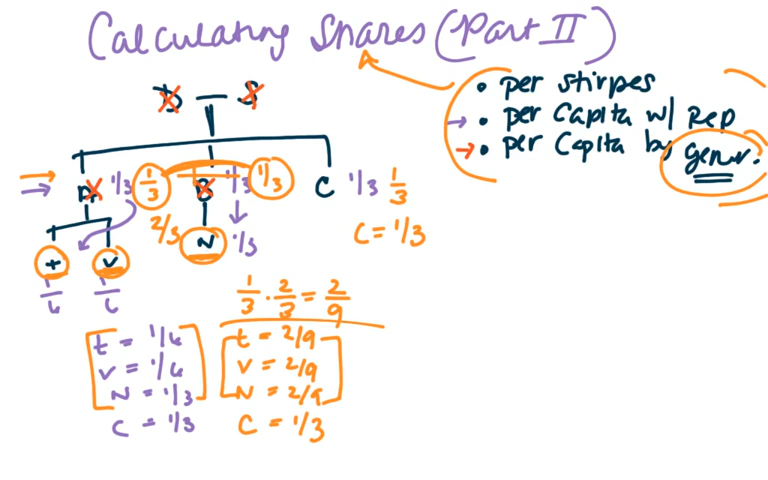 Calculating Shares (Part II)
• per stirpes
• per Capita w/ Rep
• per Capita by gener.
D — S
A 1/3 1/3 B 1/3 1/3 C 1/3 1/3
2/3 N 1/3 C = 1/3
t v
1/6 1/6
1/3 · 2/3 = 2/9
t = 1/6 t = 2/9
v = 1/6 v = 2/9
N = 1/3 N = 2/9
C = 1/3 C = 1/3